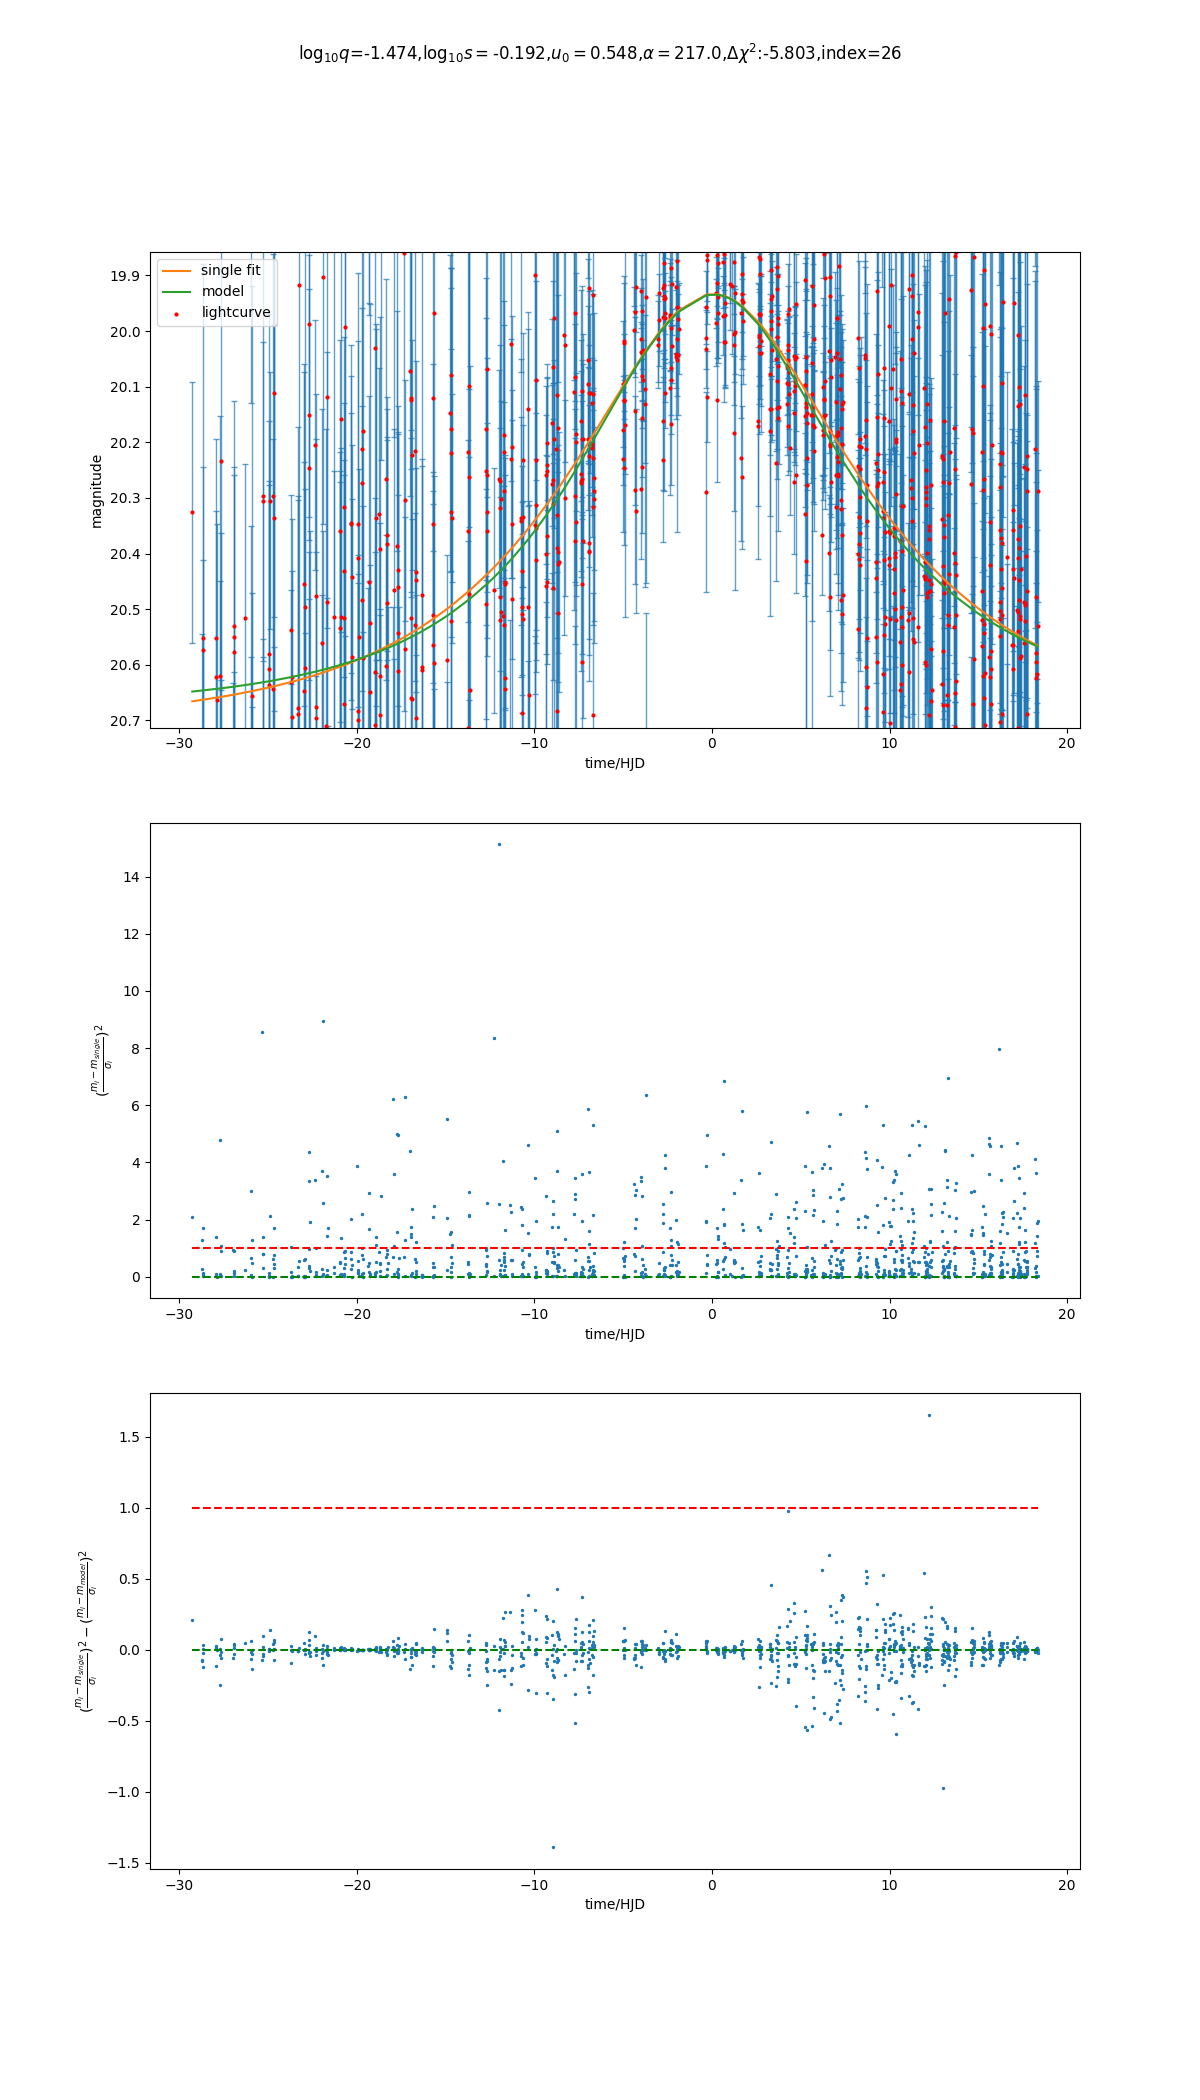 log₁₀q=-1.474,log₁₀s = -0.192,u₀ = 0.548,α = 217.0,Δχ²:-5.803,index=26
single fit
model
lightcurve
magnitude
19.9
20.0
20.1
20.2
20.3
20.4
20.5
20.6
20.7
−30 −20 −10 0 10 20
time/HJD
((mᵢ − m_single)/σᵢ)²
14
12
10
8
6
4
2
0
−30 −20 −10 0 10 20
time/HJD
((mᵢ − m_single)/σᵢ)² − ((mᵢ − m_model)/σᵢ)²
1.5
1.0
0.5
0.0
−0.5
−1.0
−1.5
−30 −20 −10 0 10 20
time/HJD